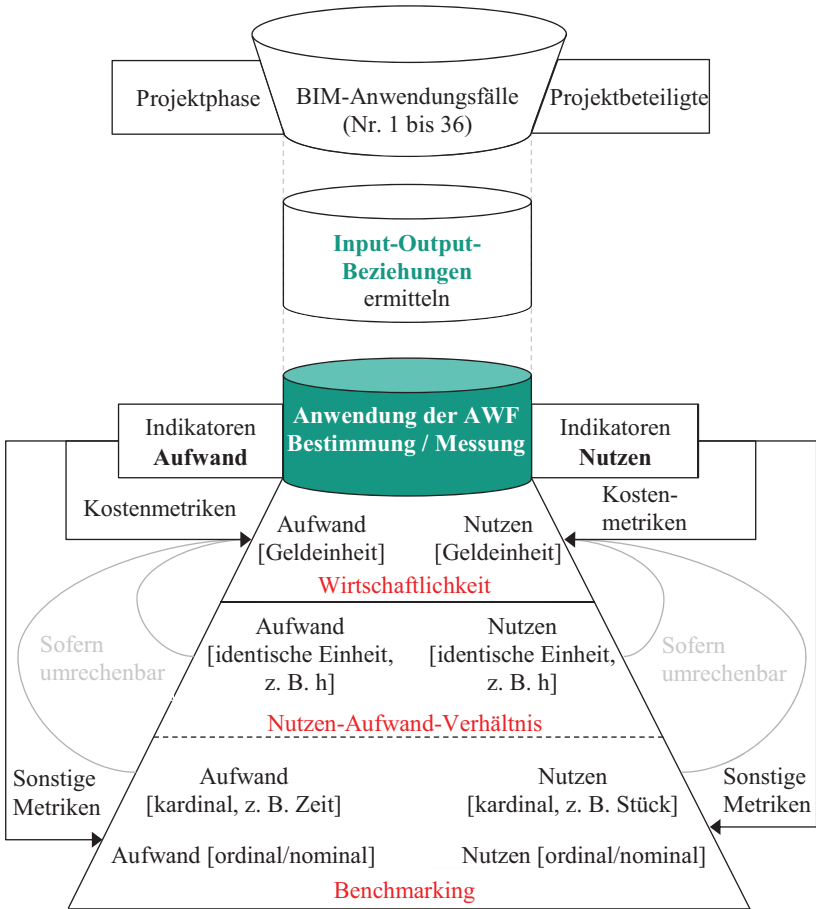 Projektphase
BIM-Anwendungsfälle
(Nr. 1 bis 36)
Projektbeteiligte
Input-Output-
Beziehungen
ermitteln
Indikatoren
Aufwand
Anwendung der AWF
Bestimmung / Messung
Indikatoren
Nutzen
Kostenmetriken
Kosten-
metriken
Aufwand
[Geldeinheit]
Nutzen
[Geldeinheit]
Wirtschaftlichkeit
Sofern
umrechenbar
Aufwand
[identische Einheit,
z. B. h]
Nutzen
[identische Einheit,
z. B. h]
Sofern
umrechenbar
Nutzen-Aufwand-Verhältnis
Sonstige
Metriken
Aufwand
[kardinal, z. B. Zeit]
Nutzen
[kardinal, z. B. Stück]
Sonstige
Metriken
Aufwand [ordinal/nominal]
Nutzen [ordinal/nominal]
Benchmarking